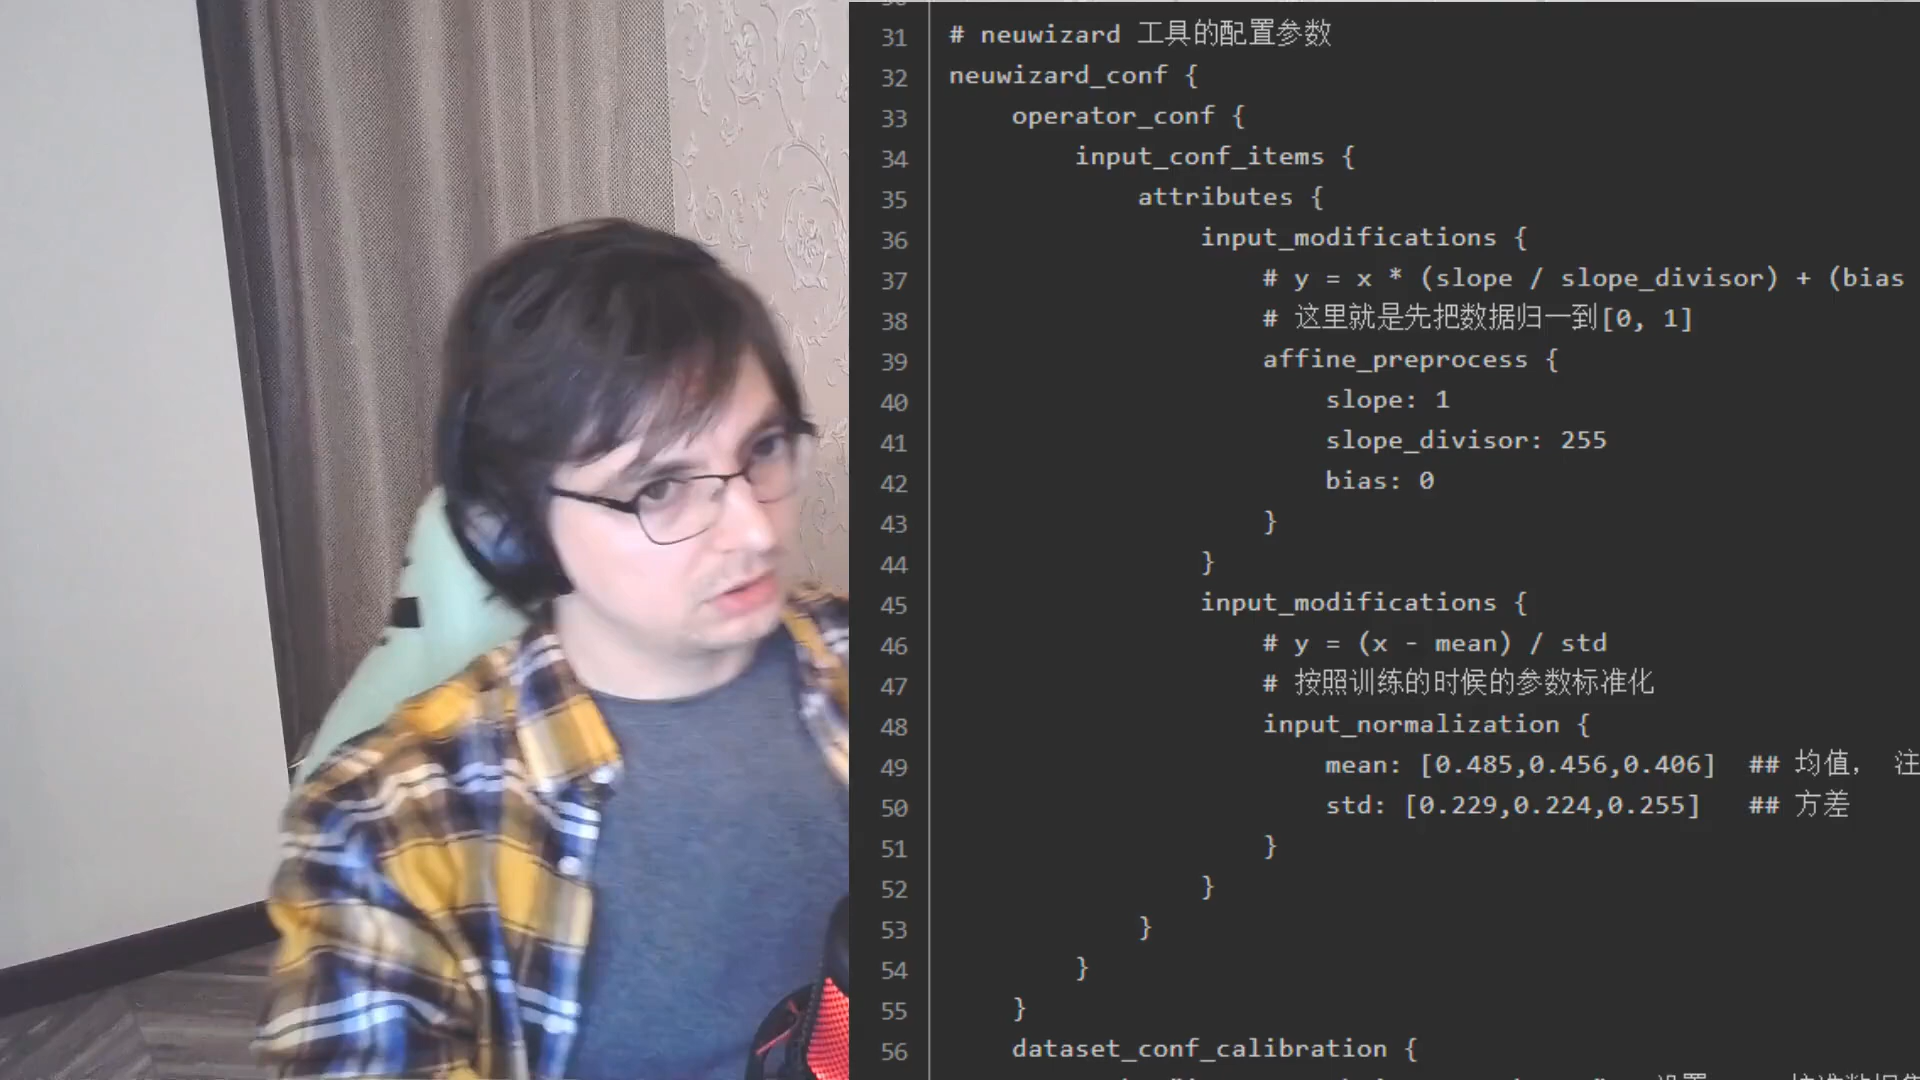 31 # neuwizard 工具的配置参数
32 neuwizard_conf {
33 operator_conf {
34 input_conf_items {
35 attributes {
36 input_modifications {
37 # y = x * (slope / slope_divisor) + (bias
38 # 这里就是先把数据归一到[0, 1]
39 affine_preprocess {
40 slope: 1
41 slope_divisor: 255
42 bias: 0
43 }
44 }
45 input_modifications {
46 # y = (x - mean) / std
47 # 按照训练的时候的参数标准化
48 input_normalization {
49 mean: [0.485,0.456,0.406] ## 均值， 注
50 std: [0.229,0.224,0.255] ## 方差
51 }
52 }
53 }
54 }
55 }
56 dataset_conf_calibration {